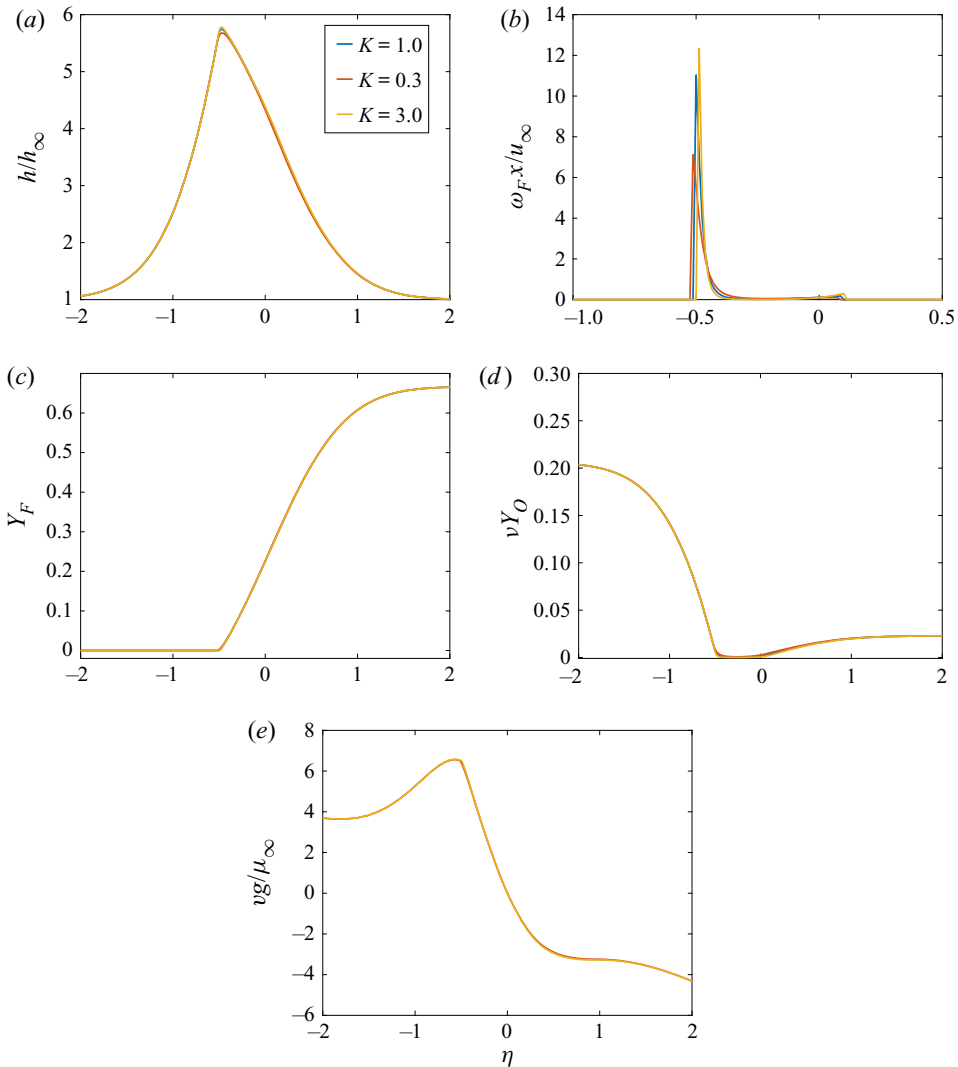 (a)
6
5
4
3
2
1
h/h∞
−2 −1 0 1 2
K = 1.0
K = 0.3
K = 3.0
(b)
14
12
10
8
6
4
2
0
ω_F x/u∞
−1.0 −0.5 0 0.5
(c)
0.6
0.5
0.4
0.3
0.2
0.1
0
Y_F
−2 −1 0 1 2
(d)
0.30
0.25
0.20
0.15
0.10
0.05
0
νY_O
−2 −1 0 1 2
(e)
8
6
4
2
0
−2
−4
−6
vg/μ∞
−2 −1 0 1 2
η